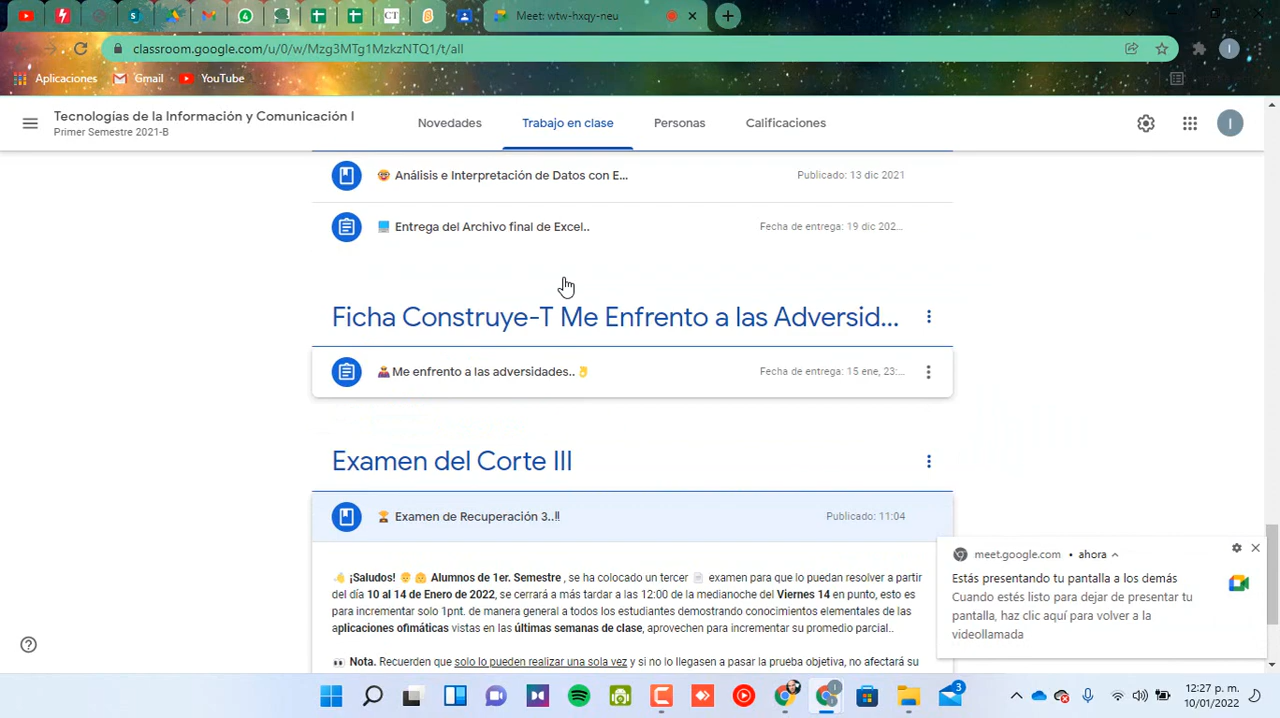 Meet: wtw-hxqy-neu
classroom.google.com/u/0/w/Mzg3MTg1MzkzNTQ1/t/all
Aplicaciones Gmail YouTube
Tecnologías de la Información y Comunicación I
Primer Semestre 2021-B
Novedades Trabajo en clase Personas Calificaciones
I
Análisis e Interpretación de Datos con E... Publicado: 13 dic 2021
Entrega del Archivo final de Excel.. Fecha de entrega: 19 dic 202...
Ficha Construye-T Me Enfrento a las Adversid...
Me enfrento a las adversidades.. Fecha de entrega: 15 ene, 23:...
Examen del Corte III
Examen de Recuperación 3..!! Publicado: 11:04
¡Saludos! Alumnos de 1er. Semestre , se ha colocado un tercer examen para que lo puedan resolver a partir
del día 10 al 14 de Enero de 2022, se cerrará a más tardar a las 12:00 de la medianoche del Viernes 14 en punto, esto es
para incrementar solo 1pnt. de manera general a todos los estudiantes demostrando conocimientos elementales de las
aplicaciones ofimáticas vistas en las últimas semanas de clase, aprovechen para incrementar su promedio parcial..
Nota. Recuerden que solo lo pueden realizar una sola vez y si no lo llegasen a pasar la prueba objetiva, no afectará su
meet.google.com • ahora
Estás presentando tu pantalla a los demás
Cuando estés listo para dejar de presentar tu
pantalla, haz clic aquí para volver a la
videollamada
3
12:27 p. m.
10/01/2022